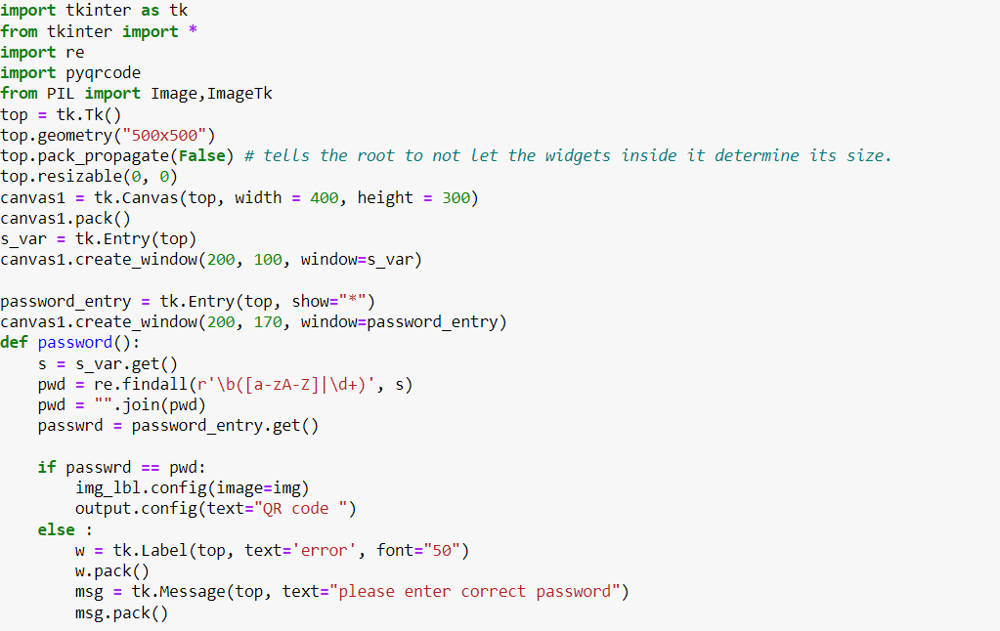 import tkinter as tk
from tkinter import *
import re
import pyqrcode
from PIL import Image,ImageTk
top = tk.Tk()
top.geometry("500x500")
top.pack_propagate(False) # tells the root to not let the widgets inside it determine its size.
top.resizable(0, 0)
canvas1 = tk.Canvas(top, width = 400, height = 300)
canvas1.pack()
s_var = tk.Entry(top)
canvas1.create_window(200, 100, window=s_var)

password_entry = tk.Entry(top, show="*")
canvas1.create_window(200, 170, window=password_entry)
def password():
    s = s_var.get()
    pwd = re.findall(r'\b([a-zA-Z]|\d+)', s)
    pwd = "".join(pwd)
    passwrd = password_entry.get()

    if passwrd == pwd:
        img_lbl.config(image=img)
        output.config(text="QR code ")
    else :
        w = tk.Label(top, text='error', font="50")
        w.pack()
        msg = tk.Message(top, text="please enter correct password")
        msg.pack()